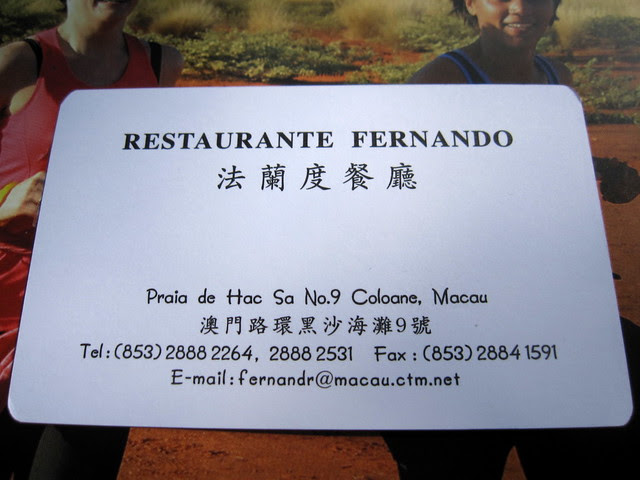 RESTAURANTE FERNANDO
法蘭度餐廳
Praia de Hac Sa No.9 Coloane, Macau
澳門路環黑沙海灘9號
Tel:(853)2888 2264, 2888 2531 Fax:(853)2884 1591
E-mail:fernandr@macau.ctm.net